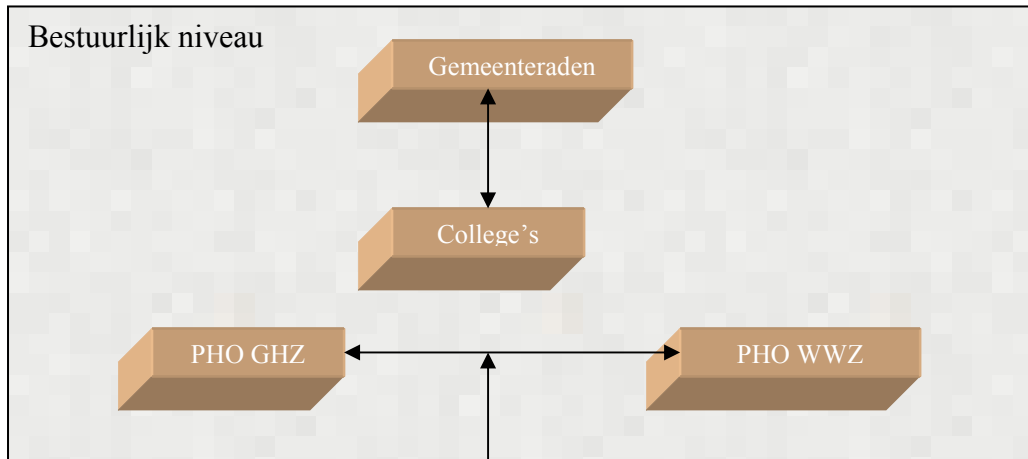 Bestuurlijk niveau
Gemeenteraden
College's
PHO GHZ
PHO WWZ